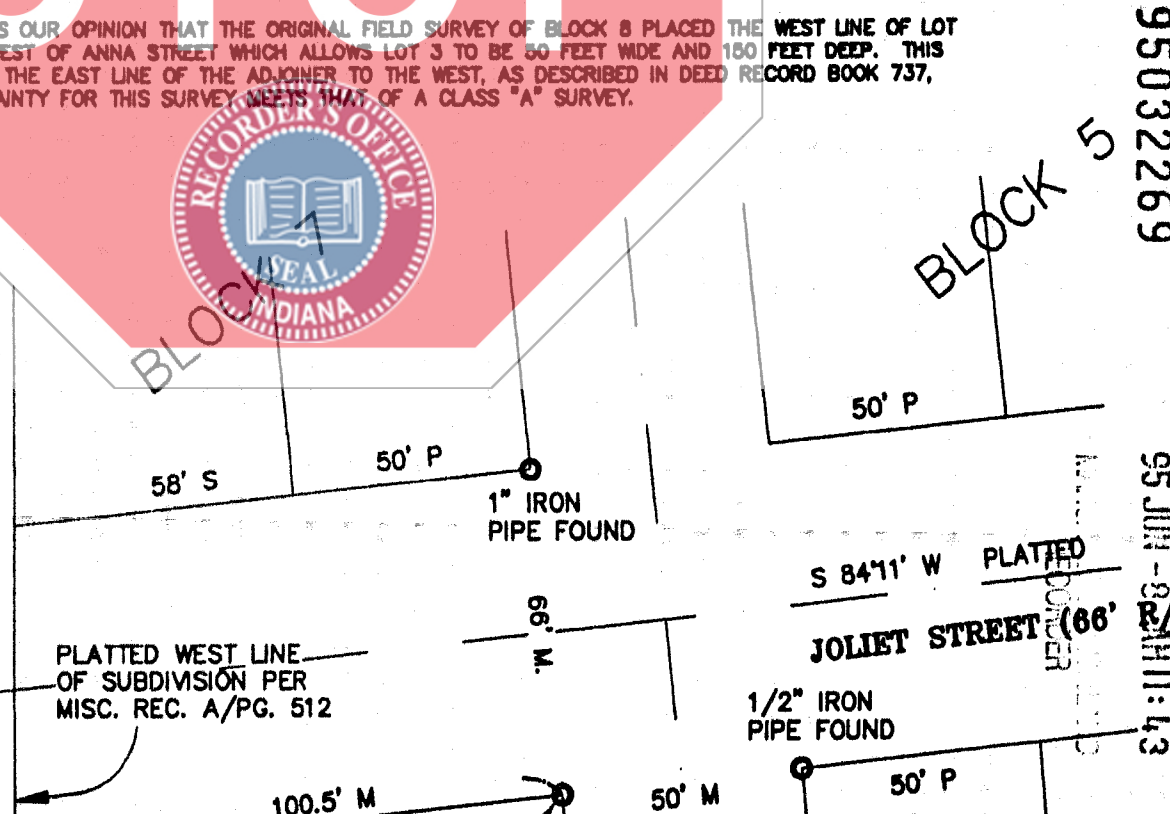 S OUR OPINION THAT THE ORIGINAL FIELD SURVEY OF BLOCK 8 PLACED THE WEST LINE OF LOT
EST OF ANNA STREET WHICH ALLOWS LOT 3 TO BE 50 FEET WIDE AND 150 FEET DEEP. THIS
THE EAST LINE OF THE ADJOINER TO THE WEST, AS DESCRIBED IN DEED RECORD BOOK 737,
AINTY FOR THIS SURVEY MEETS THAT OF A CLASS "A" SURVEY.
RECORDER'S OFFICE
SEAL
INDIANA
BLOCK 7
BLOCK 5
95032269
50' P
58' S
50' P
1" IRON
PIPE FOUND
S 84°11' W PLATTED
JOLIET STREET (66' R/
66' M.
PLATTED WEST LINE
OF SUBDIVISION PER
MISC. REC. A/PG. 512
1/2" IRON
PIPE FOUND
100.5' M
50' M
50' P
95 JUN -8 AM 11:43